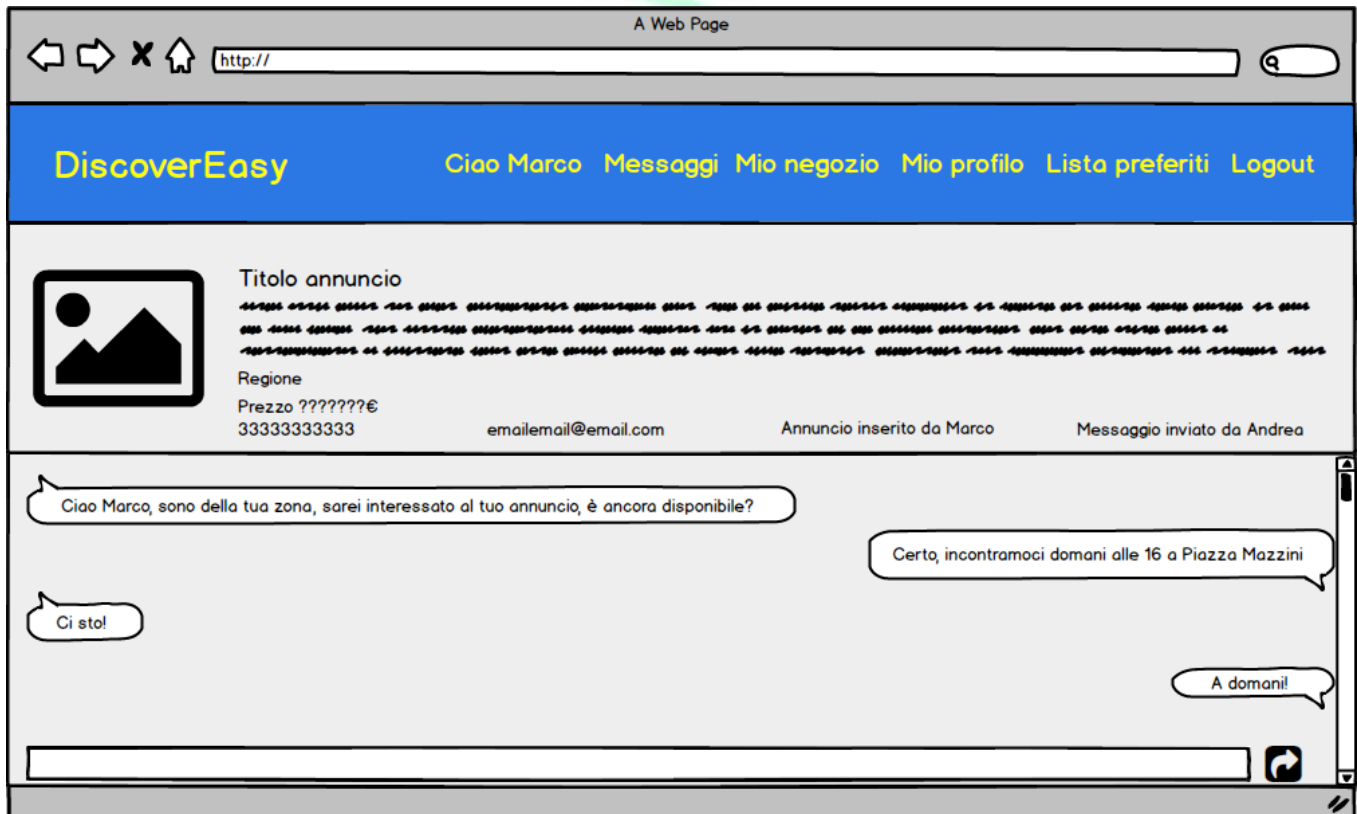 A Web Page
http://
DiscoverEasy
Ciao Marco Messaggi Mio negozio Mio profilo Lista preferiti Logout
Titolo annuncio
Regione
Prezzo ???????€
33333333333 emailemail@email.com Annuncio inserito da Marco Messaggio inviato da Andrea
Ciao Marco, sono della tua zona, sarei interessato al tuo annuncio, è ancora disponibile?
Certo, incontramoci domani alle 16 a Piazza Mazzini
Ci sto!
A domani!